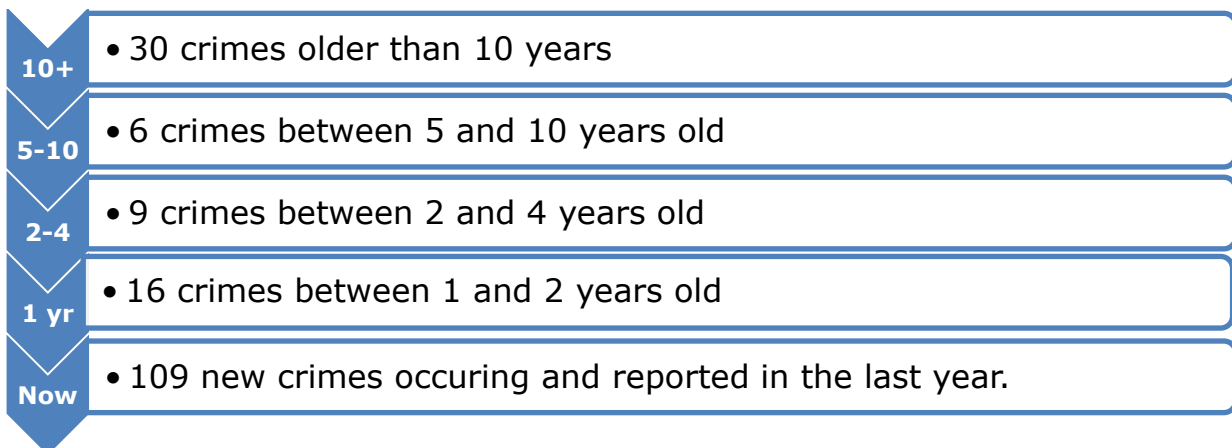 10+
• 30 crimes older than 10 years
5-10
• 6 crimes between 5 and 10 years old
2-4
• 9 crimes between 2 and 4 years old
1 yr
• 16 crimes between 1 and 2 years old
Now
• 109 new crimes occuring and reported in the last year.